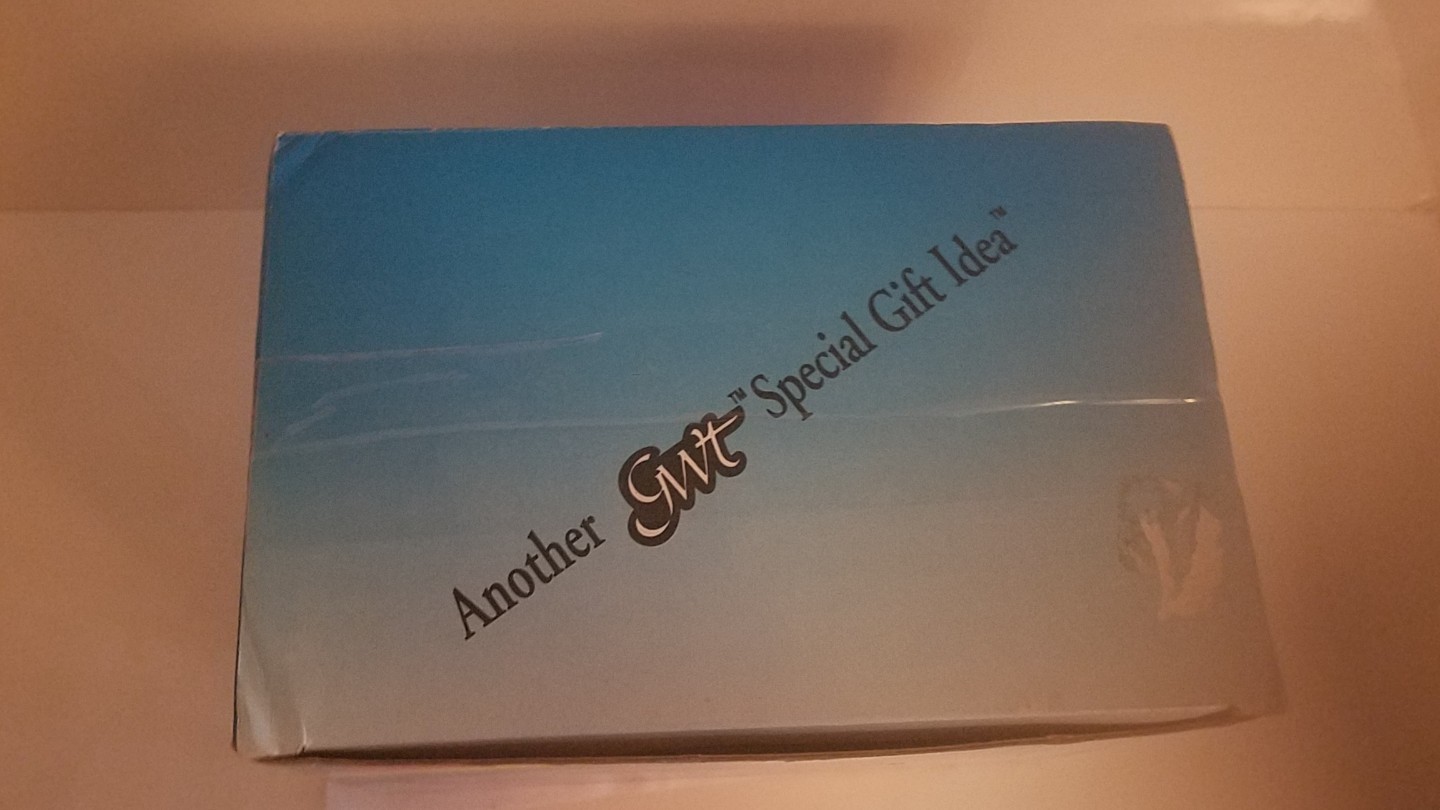 Another GWt™ Special Gift Idea™